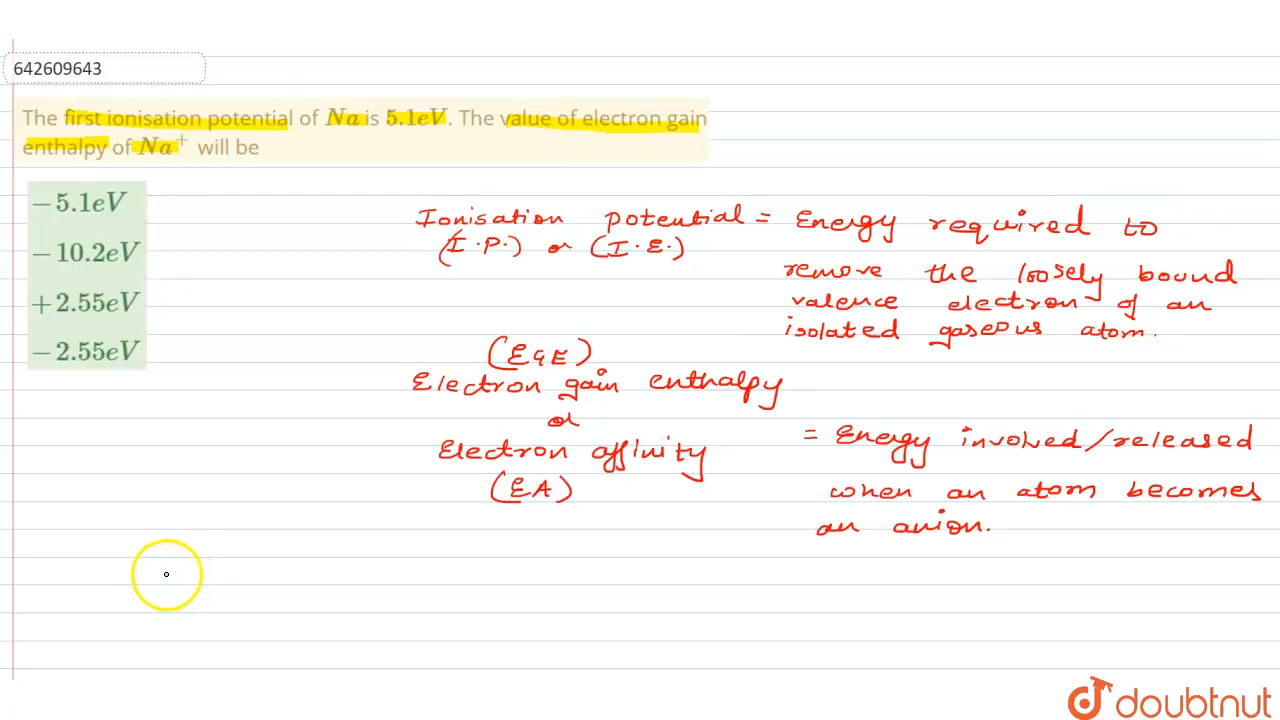 642609643
The first ionisation potential of Na is 5.1eV. The value of electron gain
enthalpy of Na⁺ will be
−5.1eV
−10.2eV
+2.55eV
−2.55eV
Ionisation potential = Energy required to
(I.P.) or (I.E.)
remove the loosely bound
valence electron of an
isolated gaseous atom.
(EGE)
Electron gain enthalpy
or
Electron affinity
(EA)
= Energy involved/released
when an atom becomes
an anion.
doubtnut